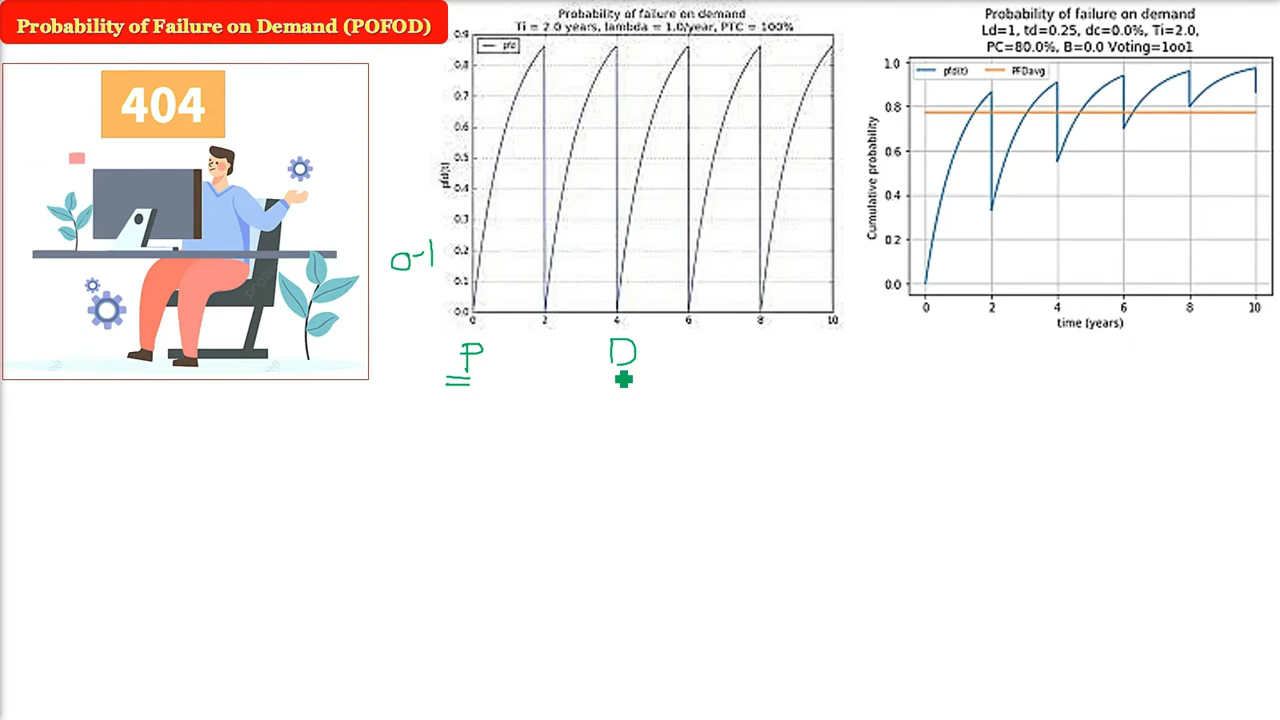 Probability of Failure on Demand (POFOD)
404
0-1
Probability of failure on demand
Ti = 2.0 years, lambda = 1.0/year, PTC = 100%
pfd
pfd(t)
0.9
0.8
0.7
0.6
0.5
0.4
0.3
0.2
0.1
0.0
0 2 4 6 8 10
P D
Probability of failure on demand
Ld=1, td=0.25, dc=0.0%, Ti=2.0,
PC=80.0%, B=0.0 Voting=1oo1
pfd(t) PFDavg
Cumulative probability
1.0
0.8
0.6
0.4
0.2
0.0
0 2 4 6 8 10
time (years)